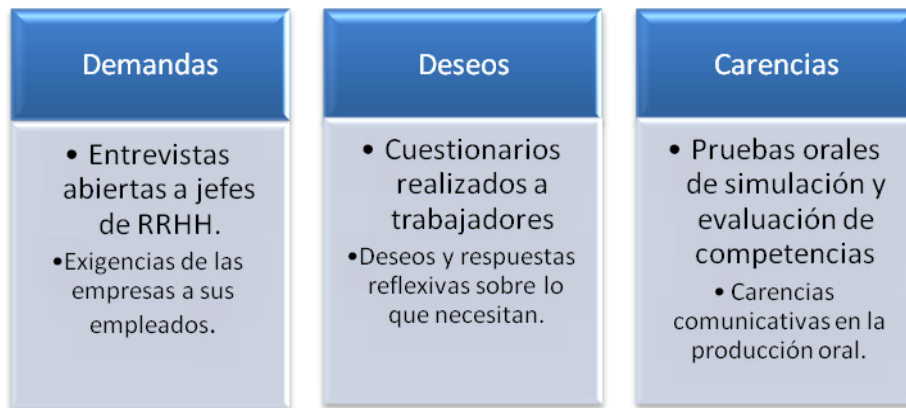 Demandas
• Entrevistas
abiertas a jefes
de RRHH.
•Exigencias de las
empresas a sus
empleados.
Deseos
• Cuestionarios
realizados a
trabajadores
•Deseos y respuestas
reflexivas sobre lo
que necesitan.
Carencias
• Pruebas orales
de simulación y
evaluación de
competencias
• Carencias
comunicativas en la
producción oral.